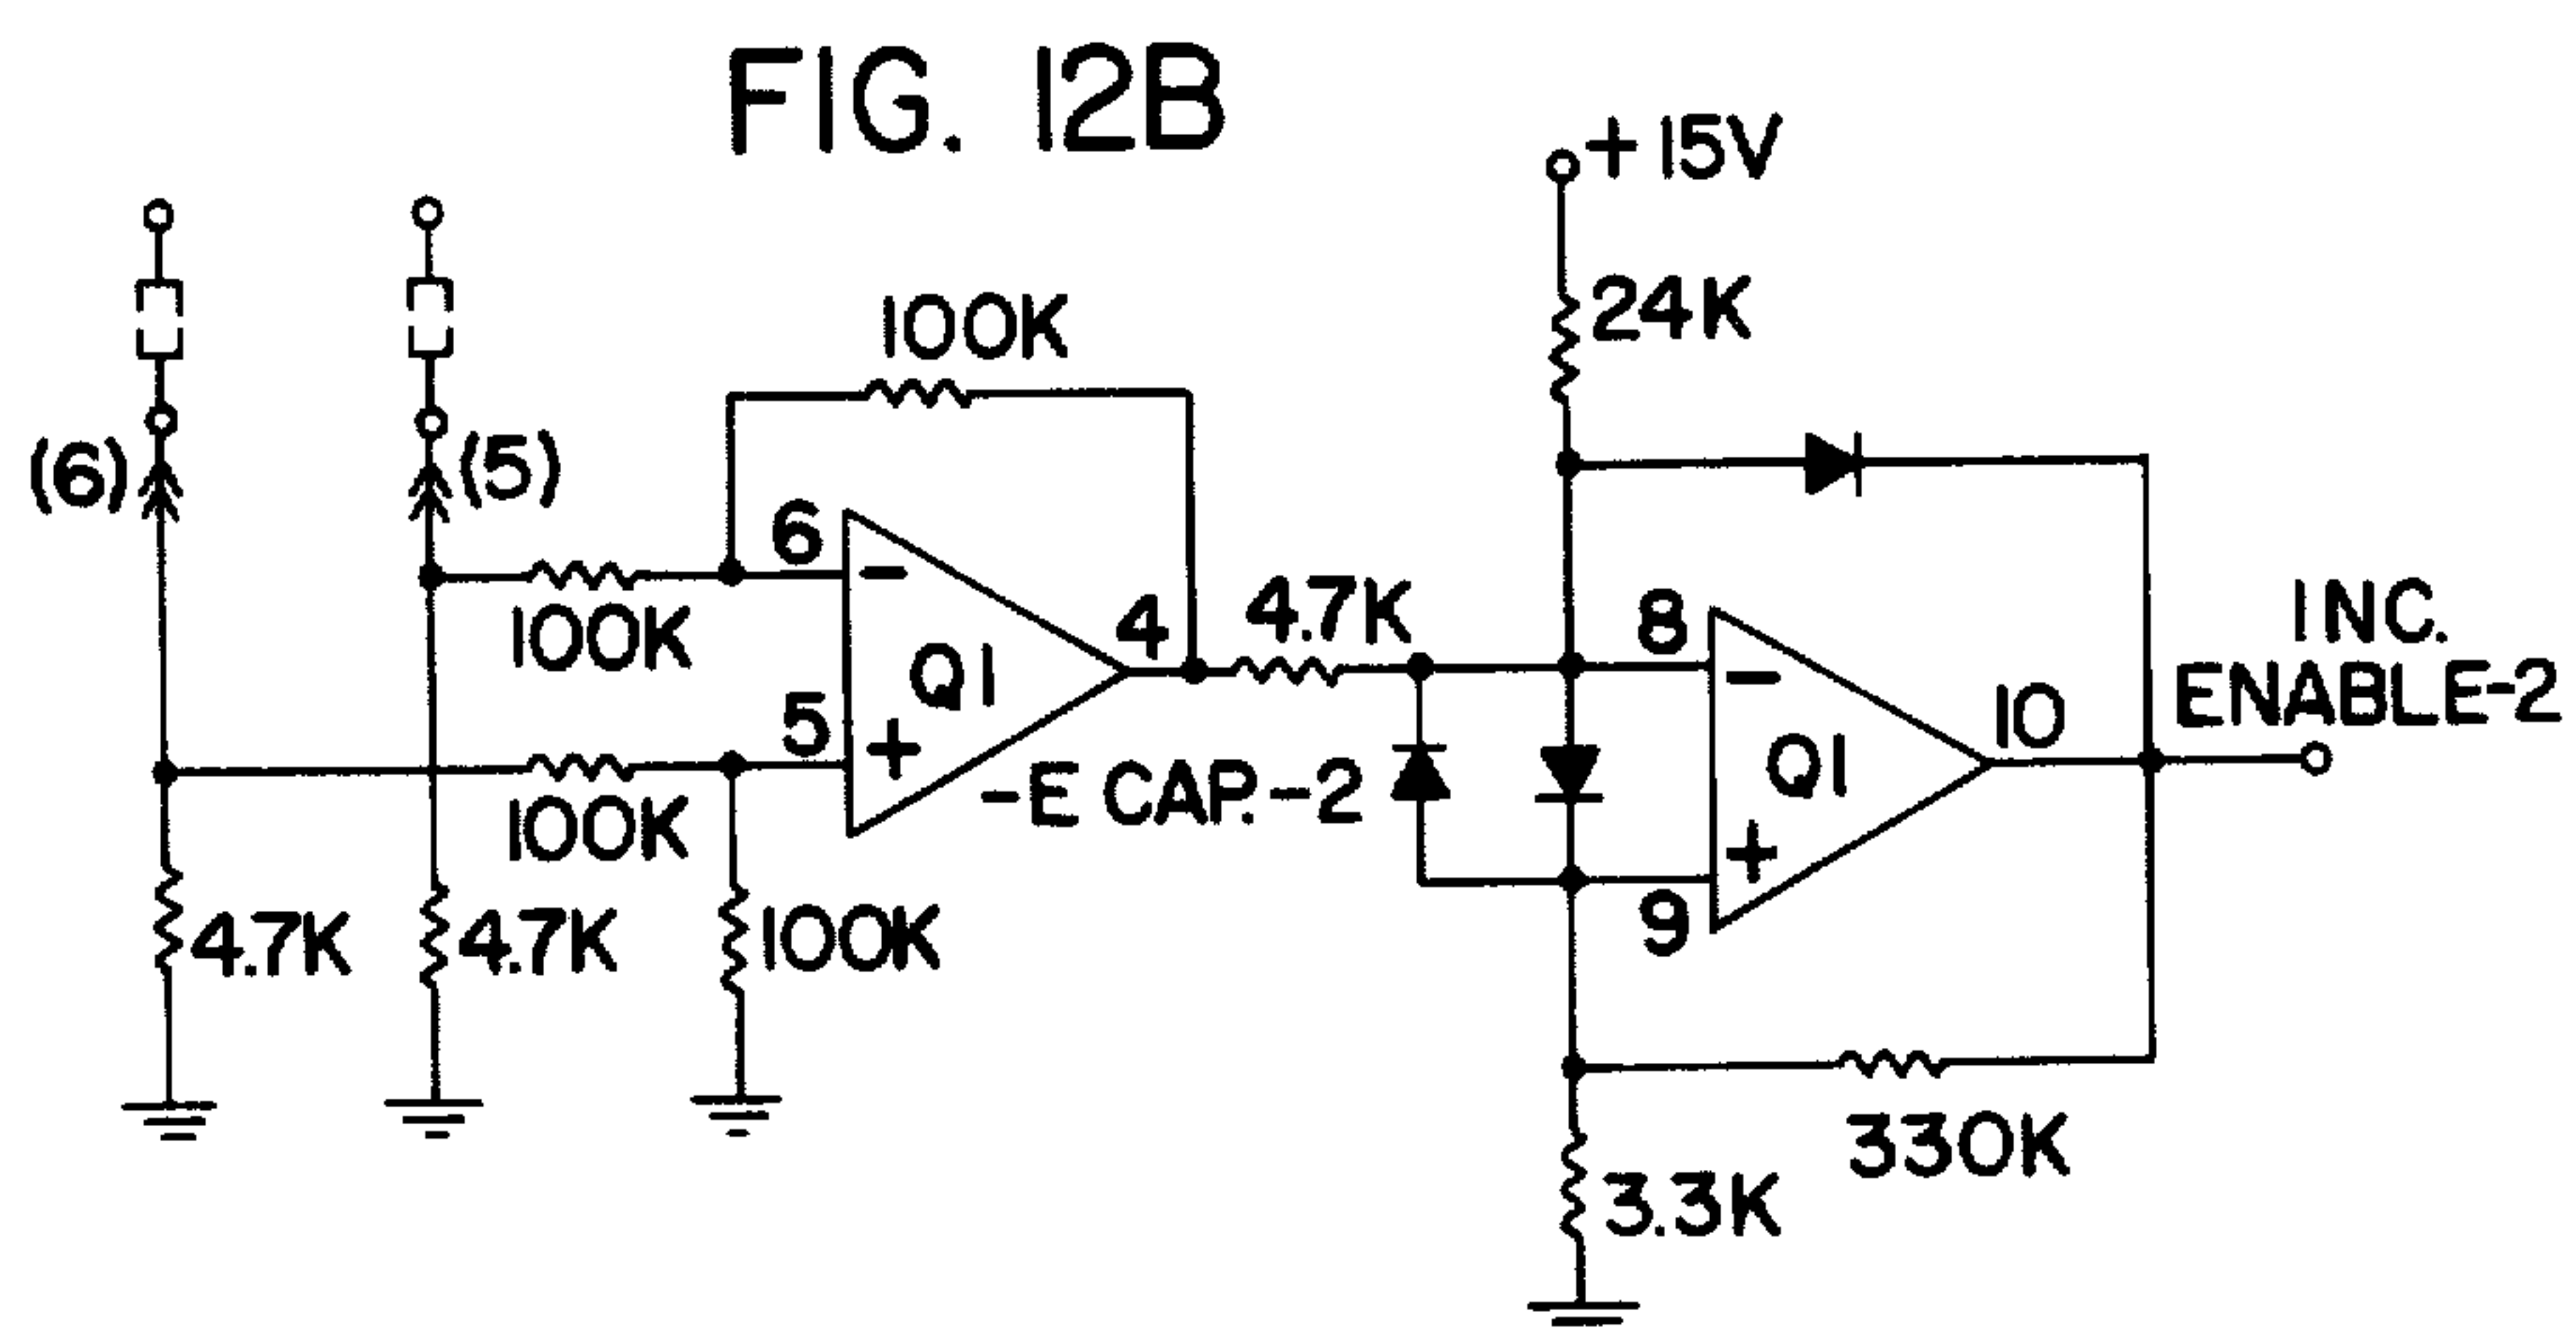 FIG. 12B
+15V
24K
100K
(6)
(5)
6
-
100K
Q1
4
4.7K
8
-
INC.
ENABLE-2
10
Q1
5
+
-E CAP.-2
100K
+
9
4.7K
4.7K
100K
330K
3.3K